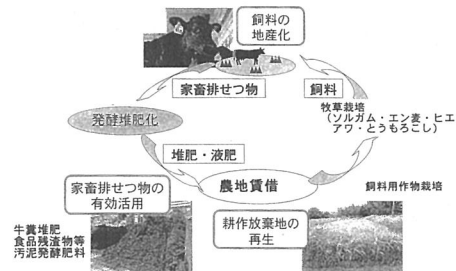 飼料の
地産化
家畜排せつ物
飼料
牧草栽培
(ソルガム・エン麦・ヒエ
アワ・とうもろこし)
発酵堆肥化
堆肥・液肥
農地賃借
家畜排せつ物の
有効活用
飼料用作物栽培
牛糞堆肥
食品残渣物等
汚泥発酵肥料
耕作放棄地の
再生